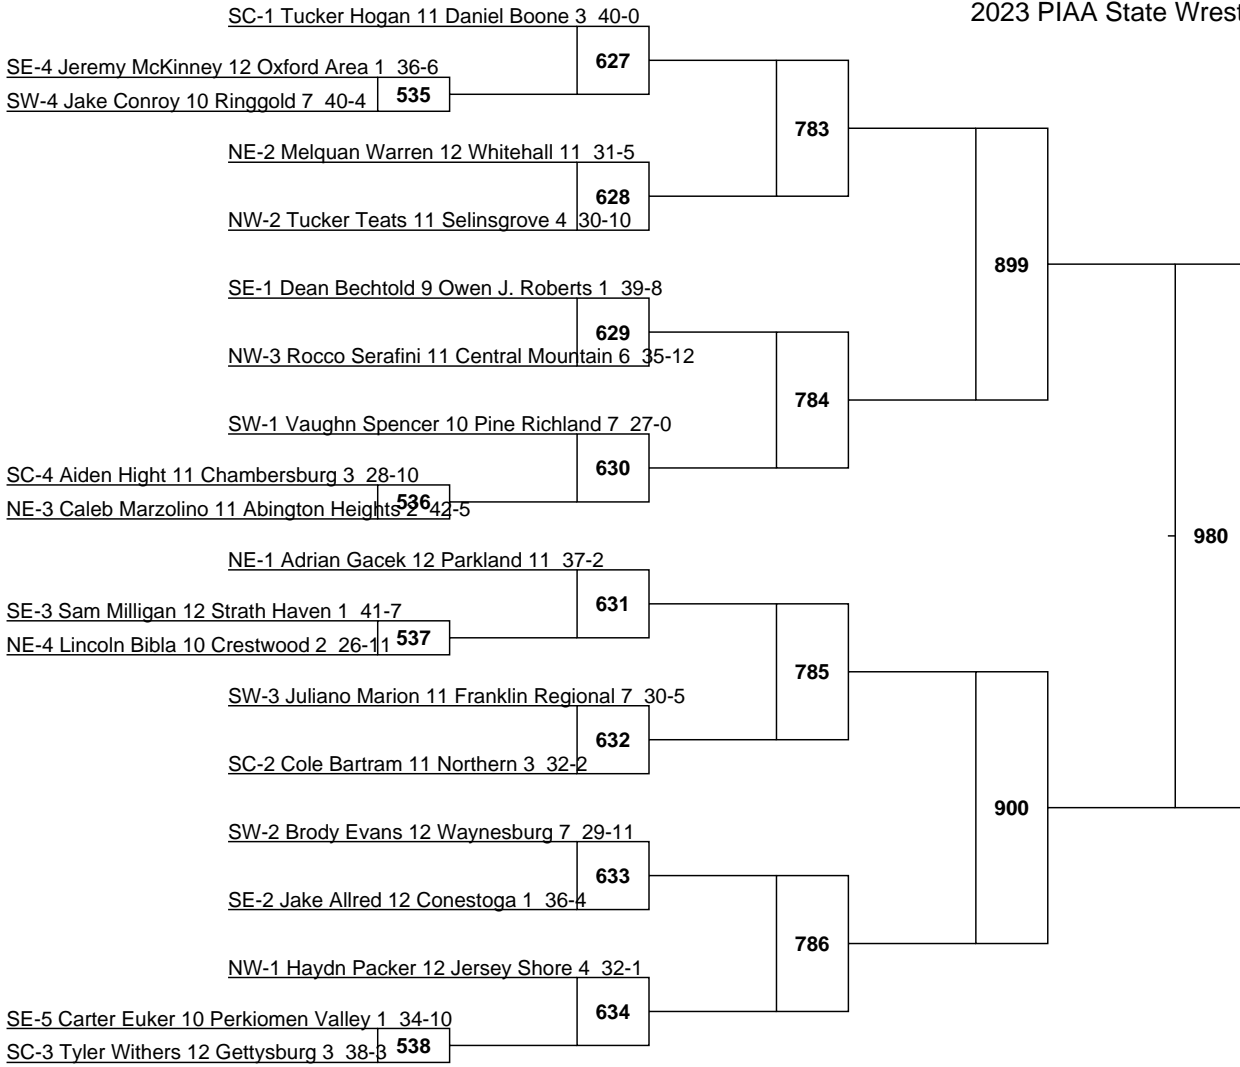 2023 PIAA State Wrest
SC-1 Tucker Hogan 11 Daniel Boone 3 40-0
627
SE-4 Jeremy McKinney 12 Oxford Area 1 36-6
535
SW-4 Jake Conroy 10 Ringgold 7 40-4
783
NE-2 Melquan Warren 12 Whitehall 11 31-5
628
NW-2 Tucker Teats 11 Selinsgrove 4 30-10
899
SE-1 Dean Bechtold 9 Owen J. Roberts 1 39-8
629
NW-3 Rocco Serafini 11 Central Mountain 6 35-12
784
SW-1 Vaughn Spencer 10 Pine Richland 7 27-0
630
SC-4 Aiden Hight 11 Chambersburg 3 28-10
536
NE-3 Caleb Marzolino 11 Abington Heights 2 42-5
980
NE-1 Adrian Gacek 12 Parkland 11 37-2
631
SE-3 Sam Milligan 12 Strath Haven 1 41-7
537
NE-4 Lincoln Bibla 10 Crestwood 2 26-11
785
SW-3 Juliano Marion 11 Franklin Regional 7 30-5
632
SC-2 Cole Bartram 11 Northern 3 32-2
900
SW-2 Brody Evans 12 Waynesburg 7 29-11
633
SE-2 Jake Allred 12 Conestoga 1 36-4
786
NW-1 Haydn Packer 12 Jersey Shore 4 32-1
634
SE-5 Carter Euker 10 Perkiomen Valley 1 34-10
538
SC-3 Tyler Withers 12 Gettysburg 3 38-3